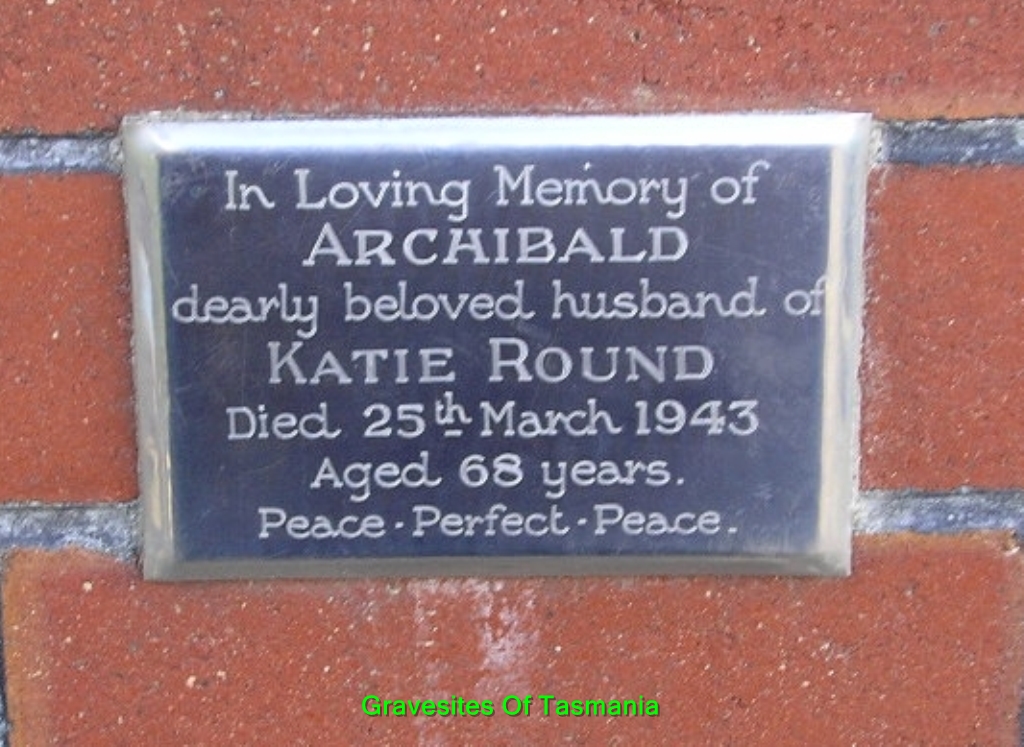 In Loving Memory of
ARCHIBALD
dearly beloved husband of
KATIE ROUND
Died 25th March 1943
Aged 68 years.
Peace · Perfect · Peace.
Gravesites Of Tasmania